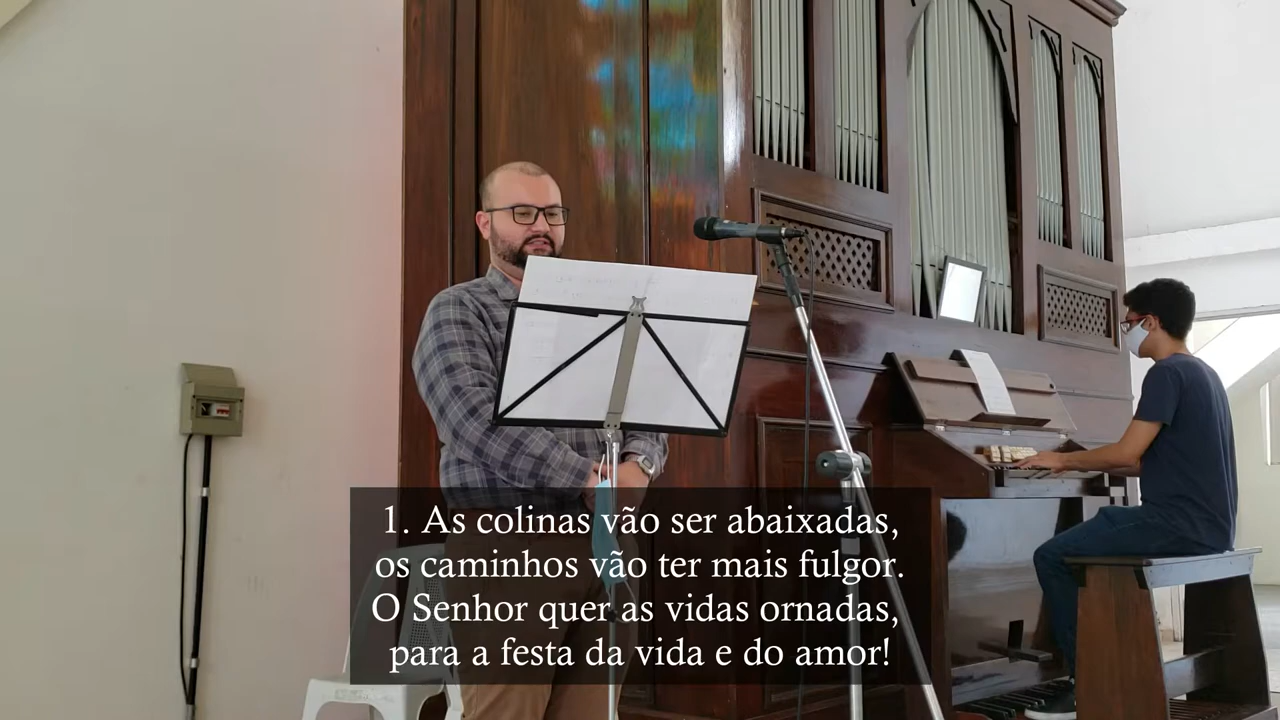 1. As colinas vão ser abaixadas,
os caminhos vão ter mais fulgor.
O Senhor quer as vidas ornadas,
para a festa da vida e do amor!